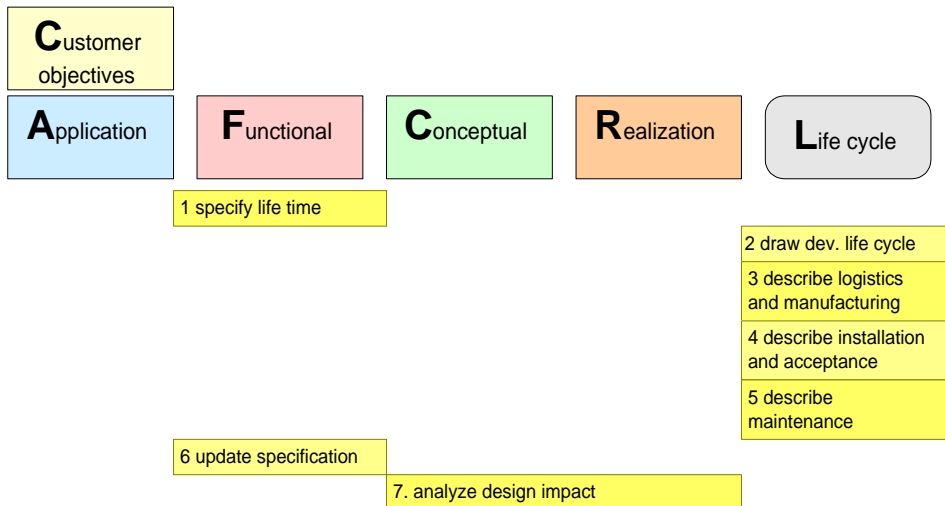 Customer
objectives
Application
Functional
Conceptual
Realization
Life cycle
1 specify life time
2 draw dev. life cycle
3 describe logistics
and manufacturing
4 describe installation
and acceptance
5 describe
maintenance
6 update specification
7. analyze design impact